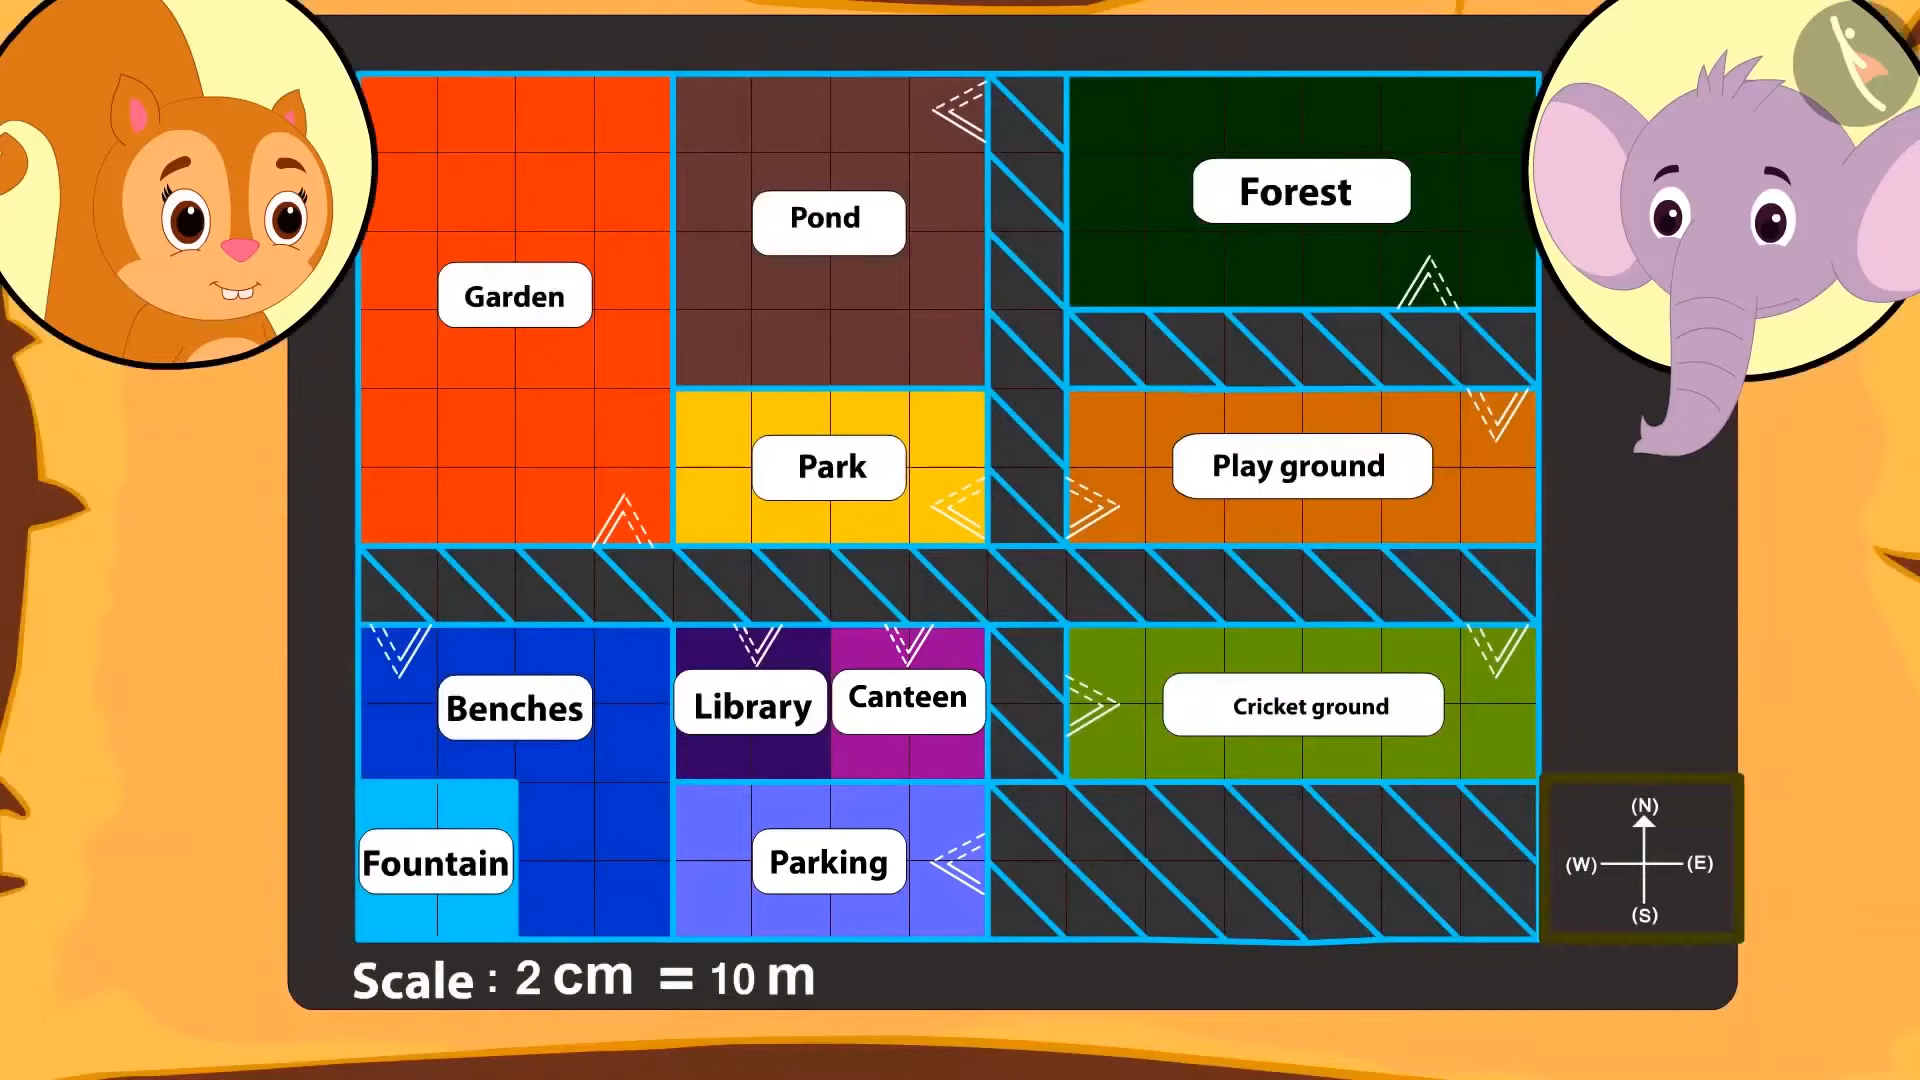 Forest
Pond
Garden
Park
Play ground
Benches
Library
Canteen
Cricket ground
Fountain
Parking
(N)
(W)
(E)
(S)
Scale : 2 cm = 10 m